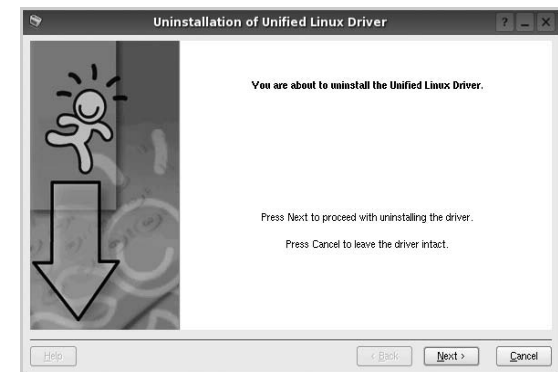 Uninstallation of Unified Linux Driver
You are about to uninstall the Unified Linux Driver.
Press Next to proceed with uninstalling the driver.
Press Cancel to leave the driver intact.
Help
< Back
Next >
Cancel